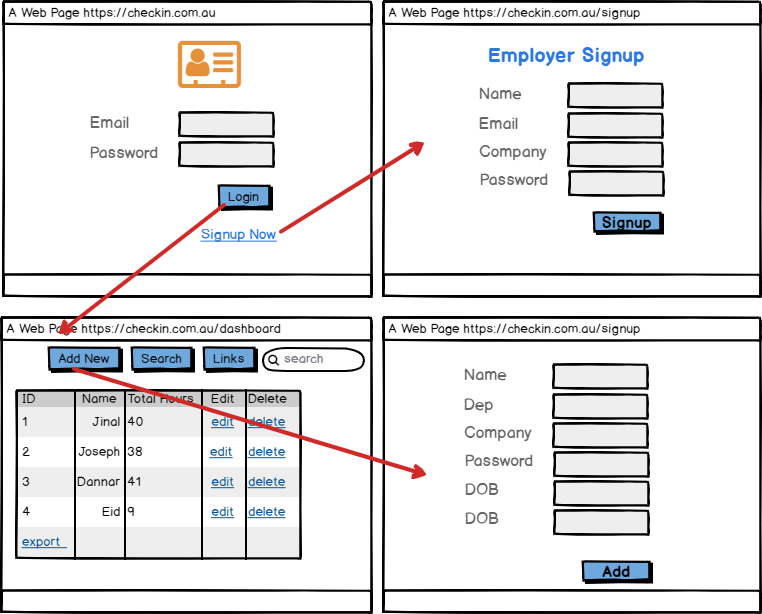 A Web Page https://checkin.com.au
Email
Password
Login
Signup Now
A Web Page https://checkin.com.au/signup
Employer Signup
Name
Email
Company
Password
Signup
A Web Page https://checkin.com.au/dashboard
Add New Search Links search
ID Name Total Hours Edit Delete
1 Jinal 40 edit delete
2 Joseph 38 edit delete
3 Dannar 41 edit delete
4 Eid 9 edit delete
export
A Web Page https://checkin.com.au/signup
Name
Dep
Company
Password
DOB
DOB
Add